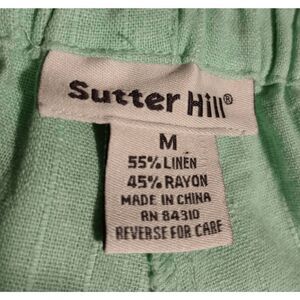 Sutter Hill®
M
55% LINEN
45% RAYON
MADE IN CHINA
RN 84310
REVERSE FOR CARE